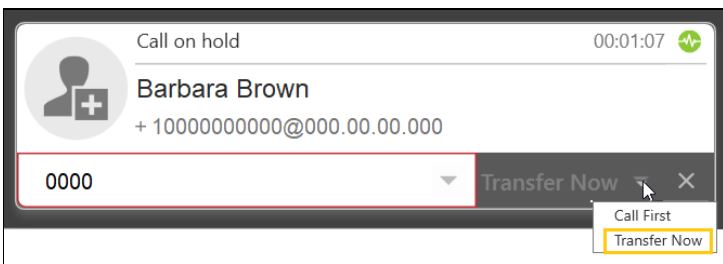 Call on hold 00:01:07
Barbara Brown
+ 10000000000@000.00.00.000
0000 Transfer Now
Call First
Transfer Now